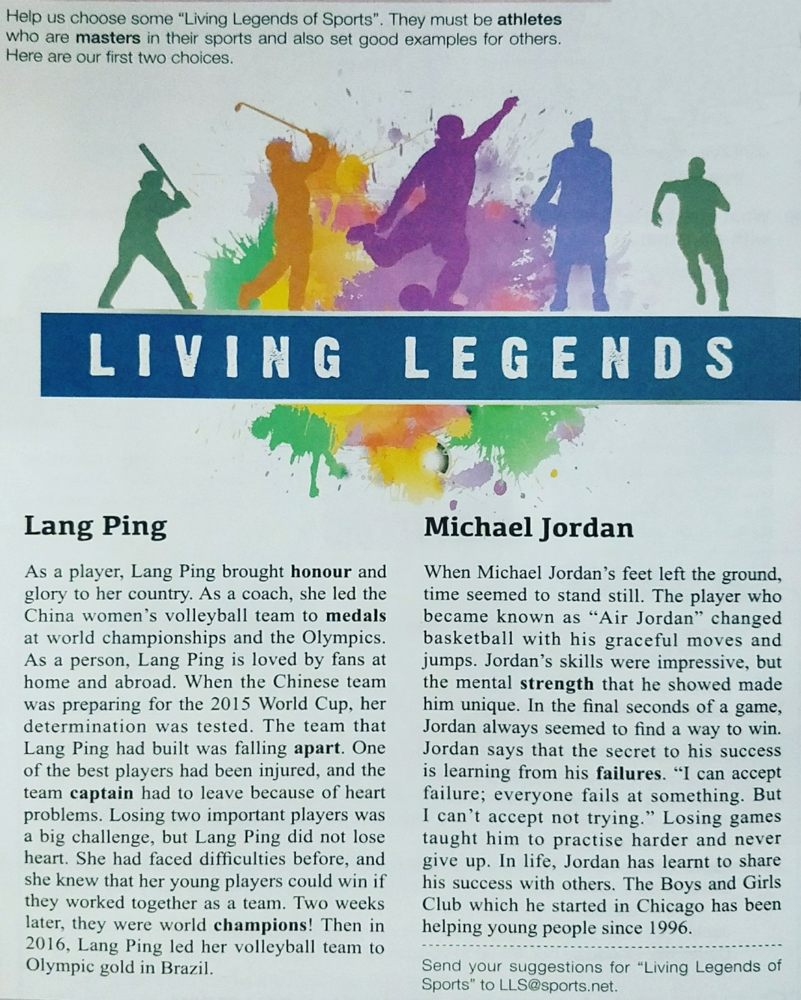 Help us choose some “Living Legends of Sports”. They must be athletes
who are masters in their sports and also set good examples for others.
Here are our first two choices.
LIVING LEGENDS
Lang Ping
As a player, Lang Ping brought honour and
glory to her country. As a coach, she led the
China women’s volleyball team to medals
at world championships and the Olympics.
As a person, Lang Ping is loved by fans at
home and abroad. When the Chinese team
was preparing for the 2015 World Cup, her
determination was tested. The team that
Lang Ping had built was falling apart. One
of the best players had been injured, and the
team captain had to leave because of heart
problems. Losing two important players was
a big challenge, but Lang Ping did not lose
heart. She had faced difficulties before, and
she knew that her young players could win if
they worked together as a team. Two weeks
later, they were world champions! Then in
2016, Lang Ping led her volleyball team to
Olympic gold in Brazil.
Michael Jordan
When Michael Jordan’s feet left the ground,
time seemed to stand still. The player who
became known as “Air Jordan” changed
basketball with his graceful moves and
jumps. Jordan’s skills were impressive, but
the mental strength that he showed made
him unique. In the final seconds of a game,
Jordan always seemed to find a way to win.
Jordan says that the secret to his success
is learning from his failures. “I can accept
failure; everyone fails at something. But
I can’t accept not trying.” Losing games
taught him to practise harder and never
give up. In life, Jordan has learnt to share
his success with others. The Boys and Girls
Club which he started in Chicago has been
helping young people since 1996.
Send your suggestions for “Living Legends of
Sports” to LLS@sports.net.